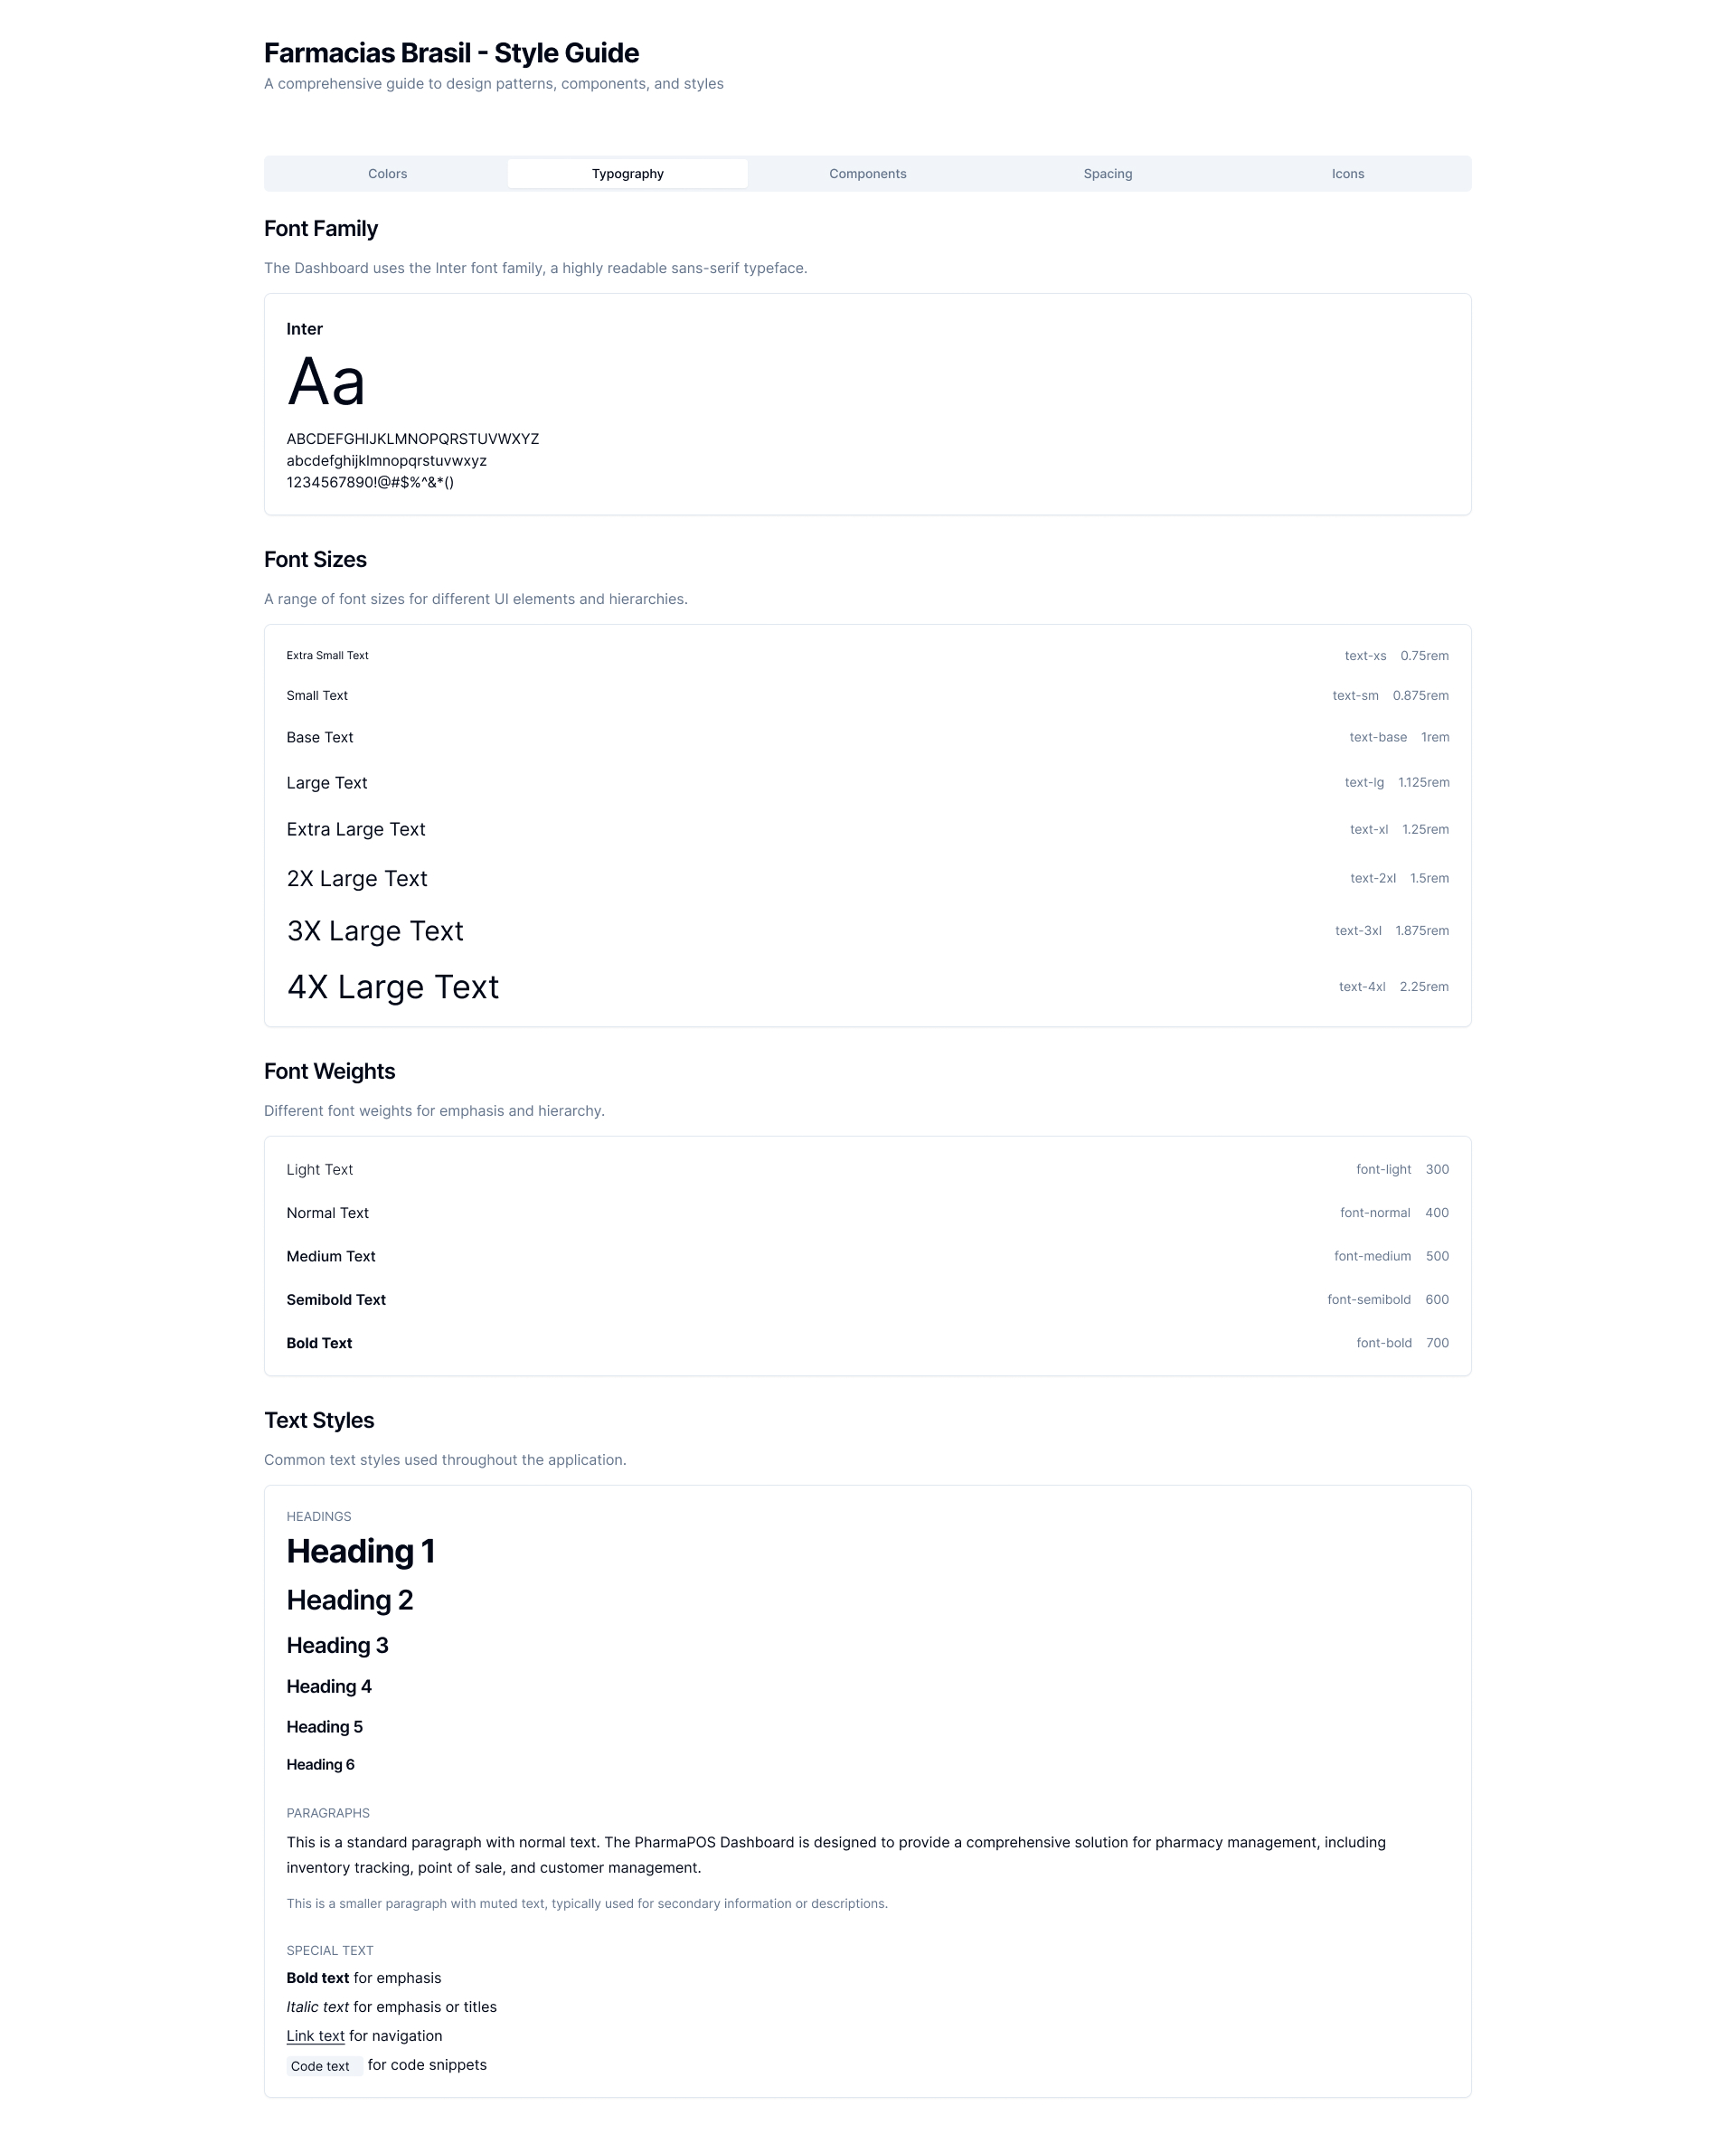 Farmacias Brasil - Style Guide
A comprehensive guide to design patterns, components, and styles
Colors Typography Components Spacing Icons
Font Family
The Dashboard uses the Inter font family, a highly readable sans-serif typeface.
Inter
Aa
ABCDEFGHIJKLMNOPQRSTUVWXYZ
abcdefghijklmnopqrstuvwxyz
1234567890!@#$%^&*()
Font Sizes
A range of font sizes for different UI elements and hierarchies.
Extra Small Text text-xs 0.75rem
Small Text text-sm 0.875rem
Base Text text-base 1rem
Large Text text-lg 1.125rem
Extra Large Text text-xl 1.25rem
2X Large Text text-2xl 1.5rem
3X Large Text text-3xl 1.875rem
4X Large Text text-4xl 2.25rem
Font Weights
Different font weights for emphasis and hierarchy.
Light Text font-light 300
Normal Text font-normal 400
Medium Text font-medium 500
Semibold Text font-semibold 600
Bold Text font-bold 700
Text Styles
Common text styles used throughout the application.
HEADINGS
Heading 1
Heading 2
Heading 3
Heading 4
Heading 5
Heading 6
PARAGRAPHS
This is a standard paragraph with normal text. The PharmaPOS Dashboard is designed to provide a comprehensive solution for pharmacy management, including
inventory tracking, point of sale, and customer management.
This is a smaller paragraph with muted text, typically used for secondary information or descriptions.
SPECIAL TEXT
Bold text for emphasis
Italic text for emphasis or titles
Link text for navigation
Code text for code snippets